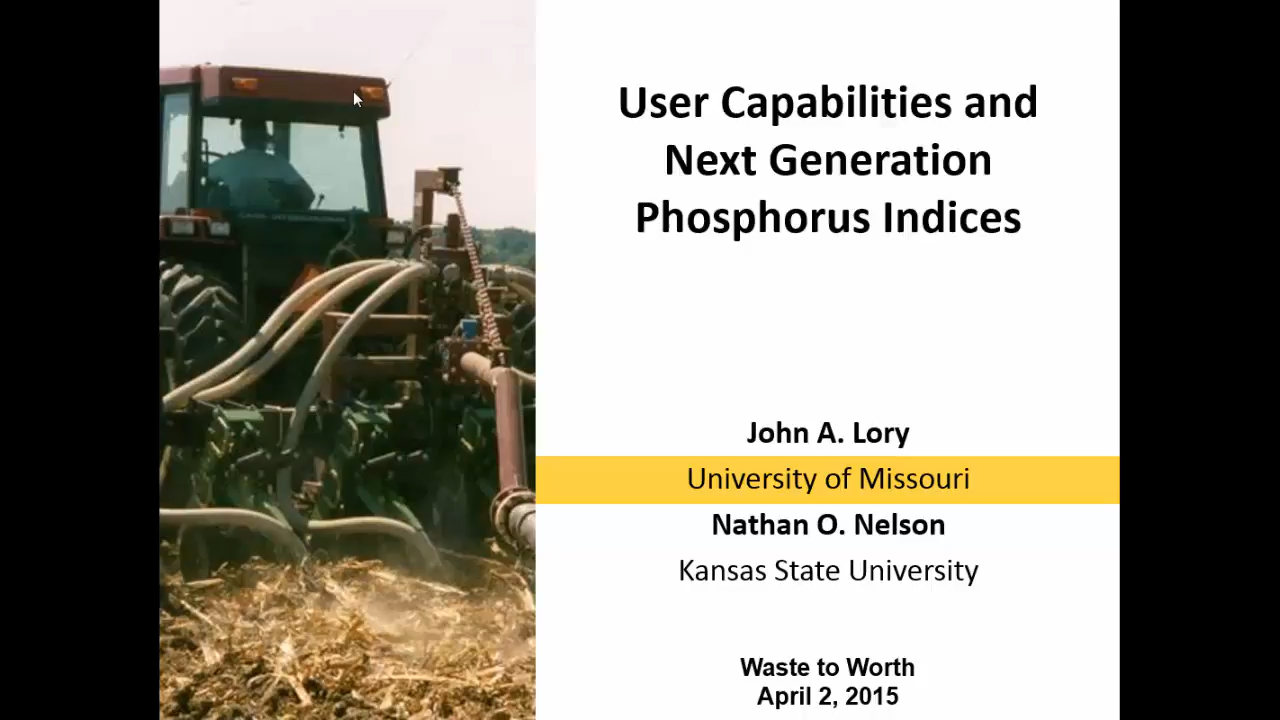 User Capabilities and
Next Generation
Phosphorus Indices
John A. Lory
University of Missouri
Nathan O. Nelson
Kansas State University
Waste to Worth
April 2, 2015